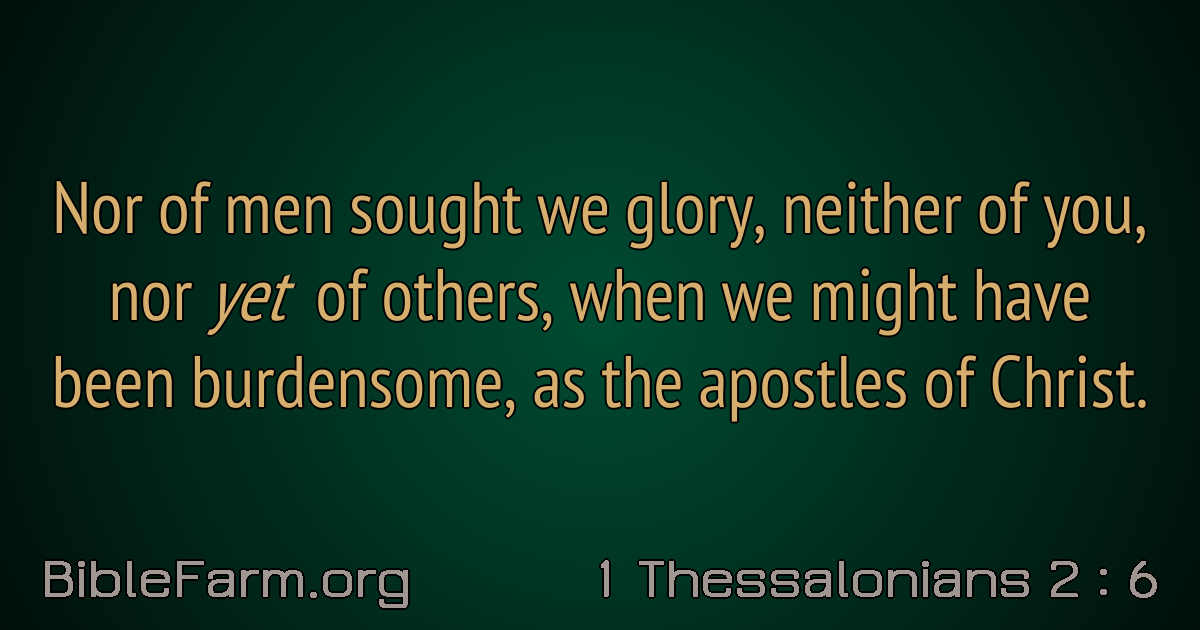 Nor of men sought we glory, neither of you,
nor yet of others, when we might have
been burdensome, as the apostles of Christ.
BibleFarm.org
1 Thessalonians 2 : 6